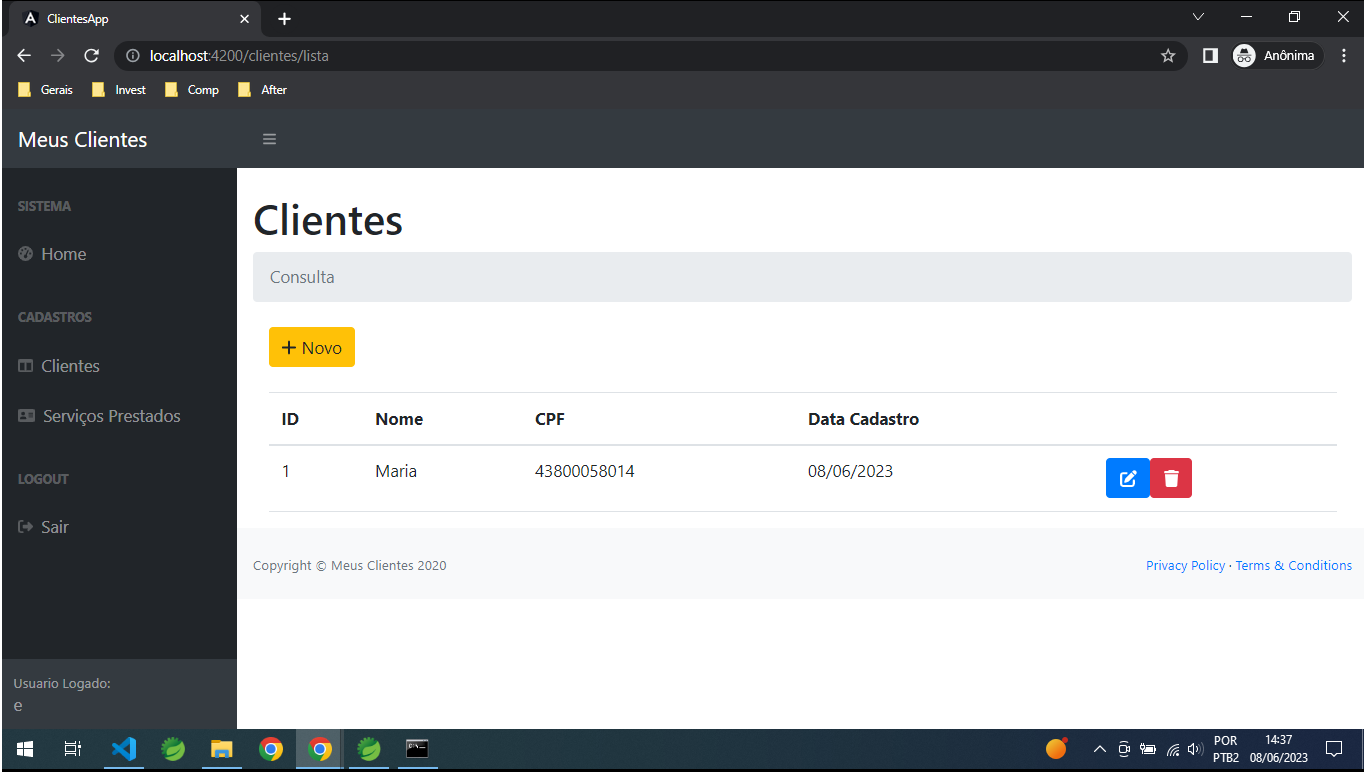 ClientesApp
localhost:4200/clientes/lista
Anônima
Gerais Invest Comp After
Meus Clientes
SISTEMA
Home
CADASTROS
Clientes
Serviços Prestados
LOGOUT
Sair
Usuario Logado:
e
Clientes
Consulta
+ Novo
ID Nome CPF Data Cadastro
1 Maria 43800058014 08/06/2023
Copyright © Meus Clientes 2020
Privacy Policy · Terms & Conditions
POR
PTB2
14:37
08/06/2023